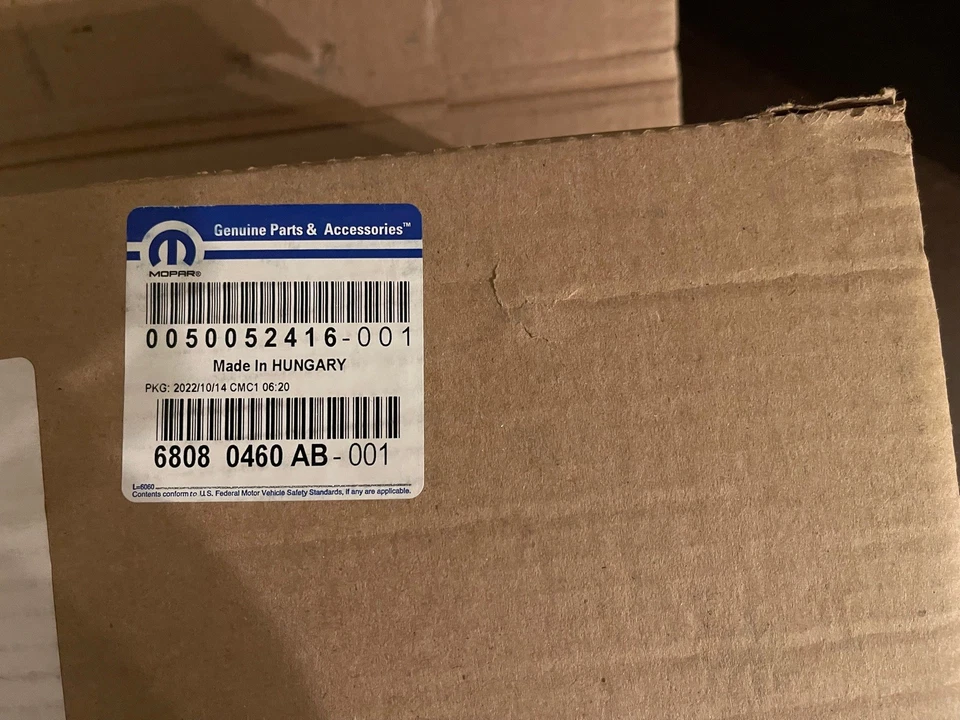 Genuine Parts & Accessories™
MOPAR®
0050052416-001
Made In HUNGARY
PKG: 2022/10/14 CMC1 06:20
6808 0460 AB-001
L=6060
Contents conform to U.S. Federal Motor Vehicle Safety Standards, if any are applicable.